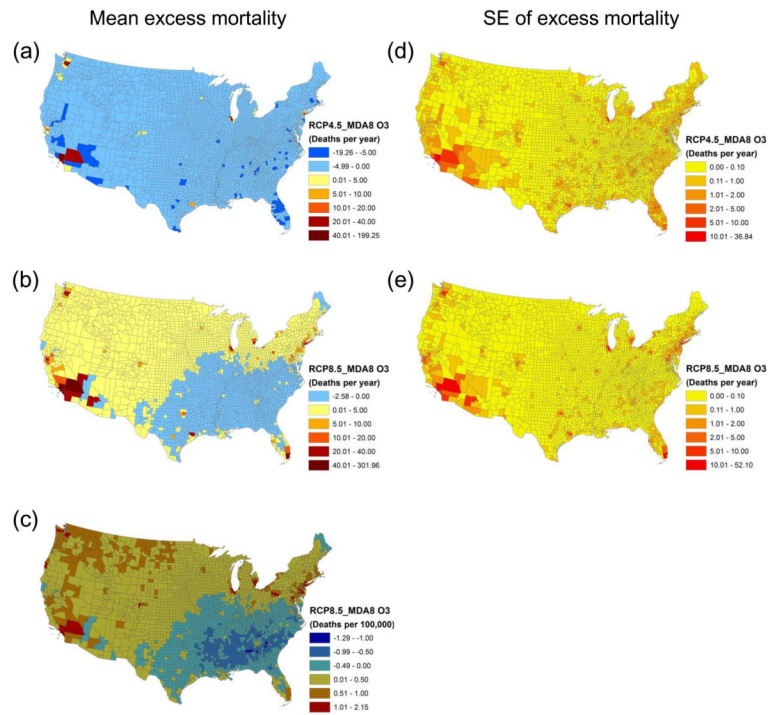 Mean excess mortality
SE of excess mortality
(a)
RCP4.5_MDA8 O3
(Deaths per year)
-19.26 - -5.00
-4.99 - 0.00
0.01 - 5.00
5.01 - 10.00
10.01 - 20.00
20.01 - 40.00
40.01 - 199.25
(d)
RCP4.5_MDA8 O3
(Deaths per year)
0.00 - 0.10
0.11 - 1.00
1.01 - 2.00
2.01 - 5.00
5.01 - 10.00
10.01 - 36.84
(b)
RCP8.5_MDA8 O3
(Deaths per year)
-2.58 - 0.00
0.01 - 5.00
5.01 - 10.00
10.01 - 20.00
20.01 - 40.00
40.01 - 301.96
(e)
RCP8.5_MDA8 O3
(Deaths per year)
0.00 - 0.10
0.11 - 1.00
1.01 - 2.00
2.01 - 5.00
5.01 - 10.00
10.01 - 52.10
(c)
RCP8.5_MDA8 O3
(Deaths per 100,000)
-1.29 - -1.00
-0.99 - -0.50
-0.49 - 0.00
0.01 - 0.50
0.51 - 1.00
1.01 - 2.15